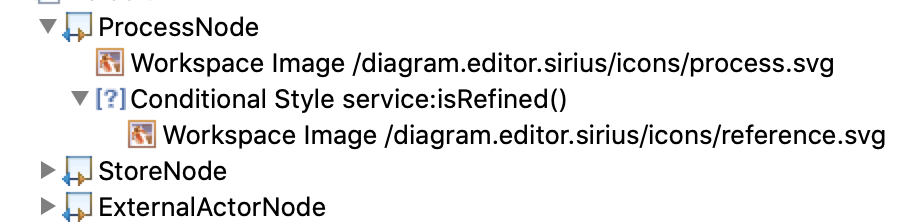 ProcessNode
Workspace Image /diagram.editor.sirius/icons/process.svg
[?] Conditional Style service:isRefined()
Workspace Image /diagram.editor.sirius/icons/reference.svg
StoreNode
ExternalActorNode